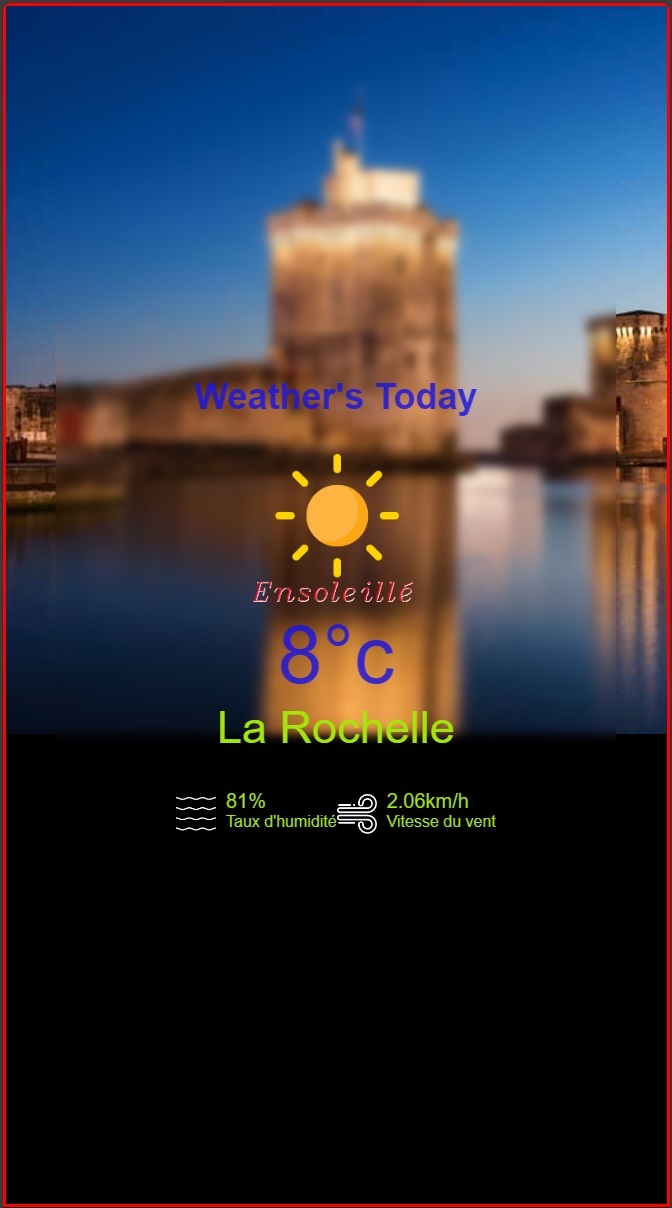 Weather's Today
Ensoleillé
8°c
La Rochelle
81%
Taux d'humidité
2.06km/h
Vitesse du vent